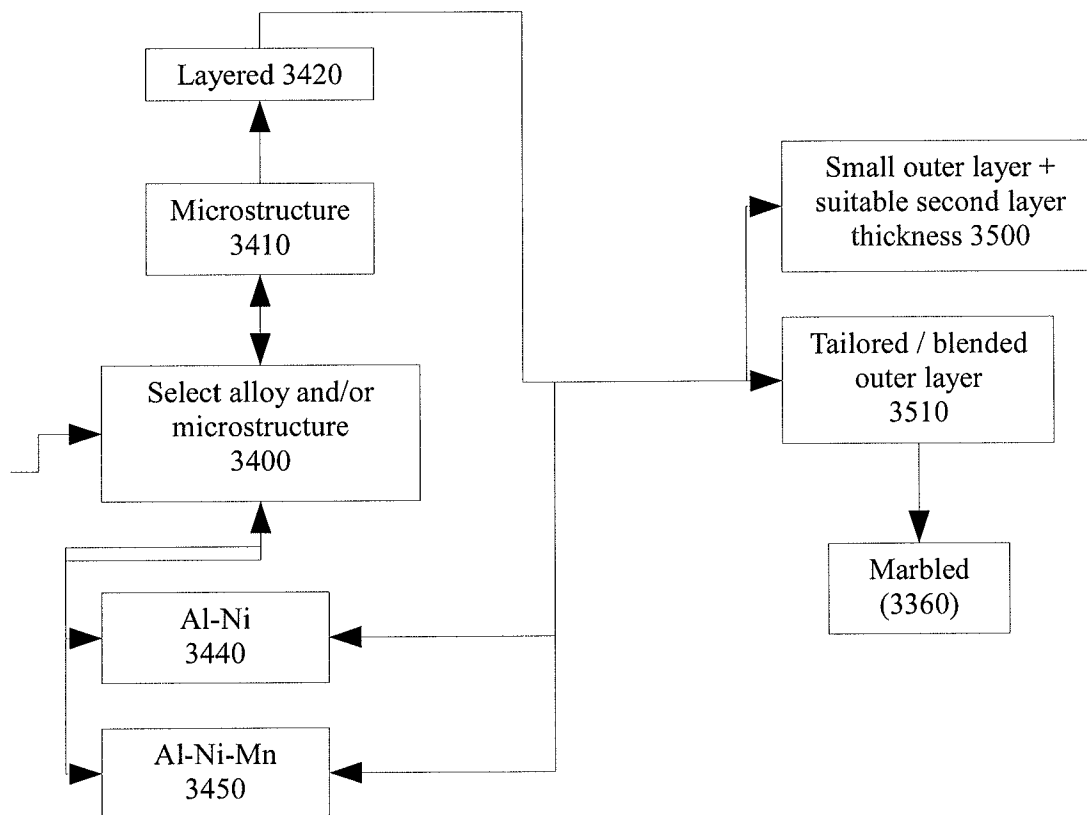 Layered 3420
Microstructure
3410
Select alloy and/or
microstructure
3400
Al-Ni
3440
Al-Ni-Mn
3450
Small outer layer +
suitable second layer
thickness 3500
Tailored / blended
outer layer
3510
Marbled
(3360)